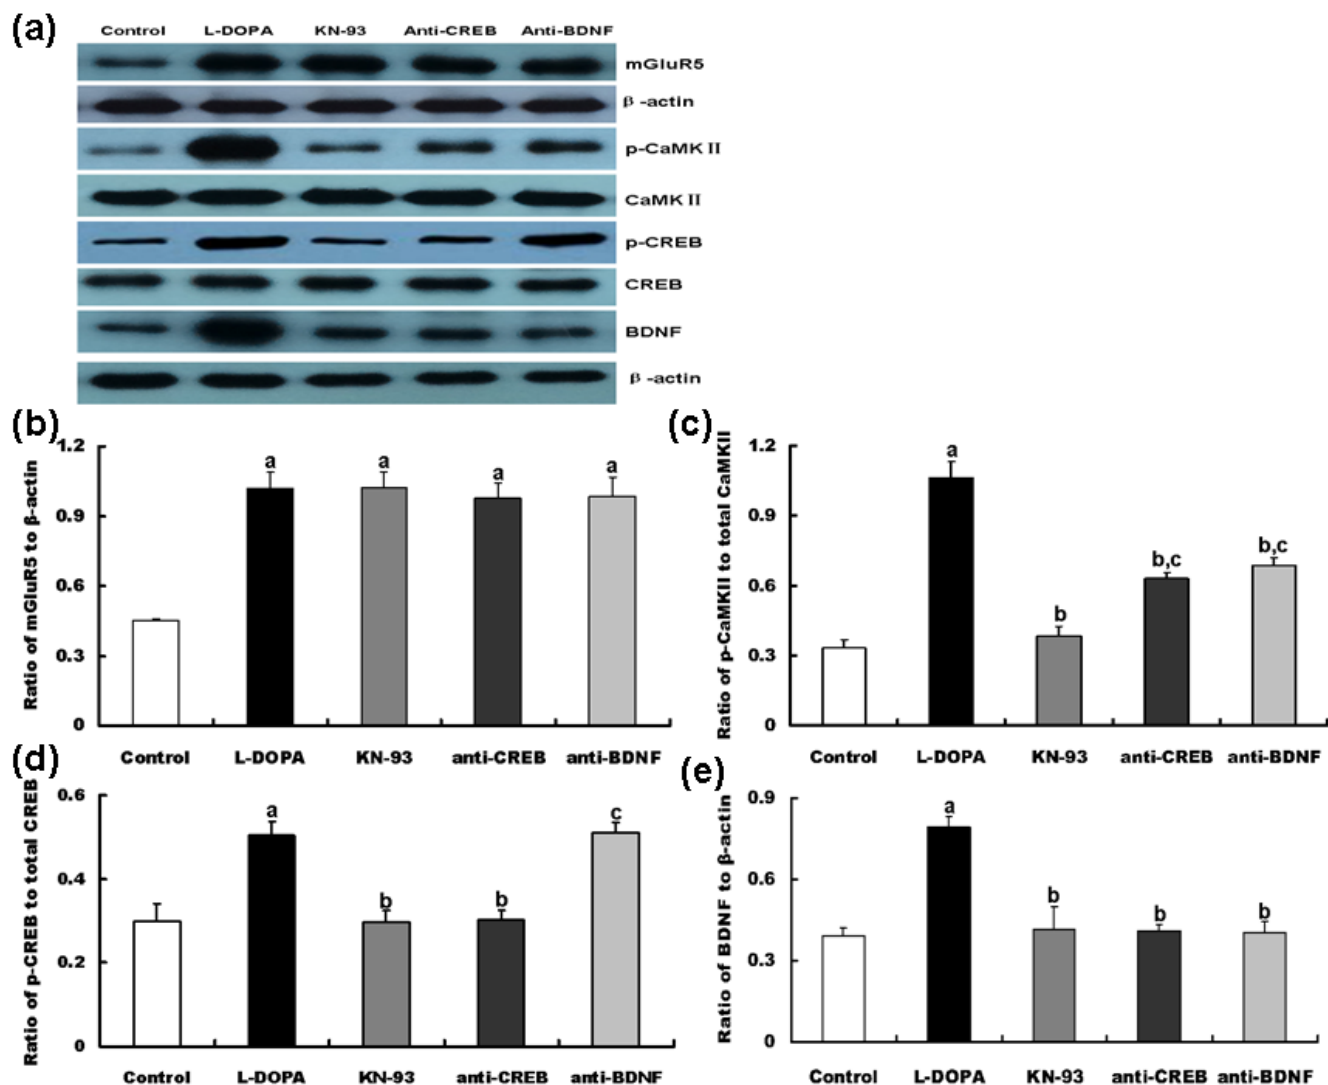 (a)
Control L-DOPA KN-93 Anti-CREB Anti-BDNF
mGluR5
β-actin
p-CaMKⅡ
CaMKⅡ
p-CREB
CREB
BDNF
β-actin
(b)
Ratio of mGluR5 to β-actin
1.2
0.9
0.6
0.3
0
a a a a
Control L-DOPA KN-93 anti-CREB anti-BDNF
(c)
Ratio of p-CaMKII to total CaMKII
1.2
0.9
0.6
0.3
0
a b b,c b,c
Control L-DOPA KN-93 anti-CREB anti-BDNF
(d)
Ratio of p-CREB to total CREB
0.6
0.4
0.2
0
a b b c
Control L-DOPA KN-93 anti-CREB anti-BDNF
(e)
Ratio of BDNF to β-actin
0.9
0.6
0.3
0
a b b b
Control L-DOPA KN-93 anti-CREB anti-BDNF